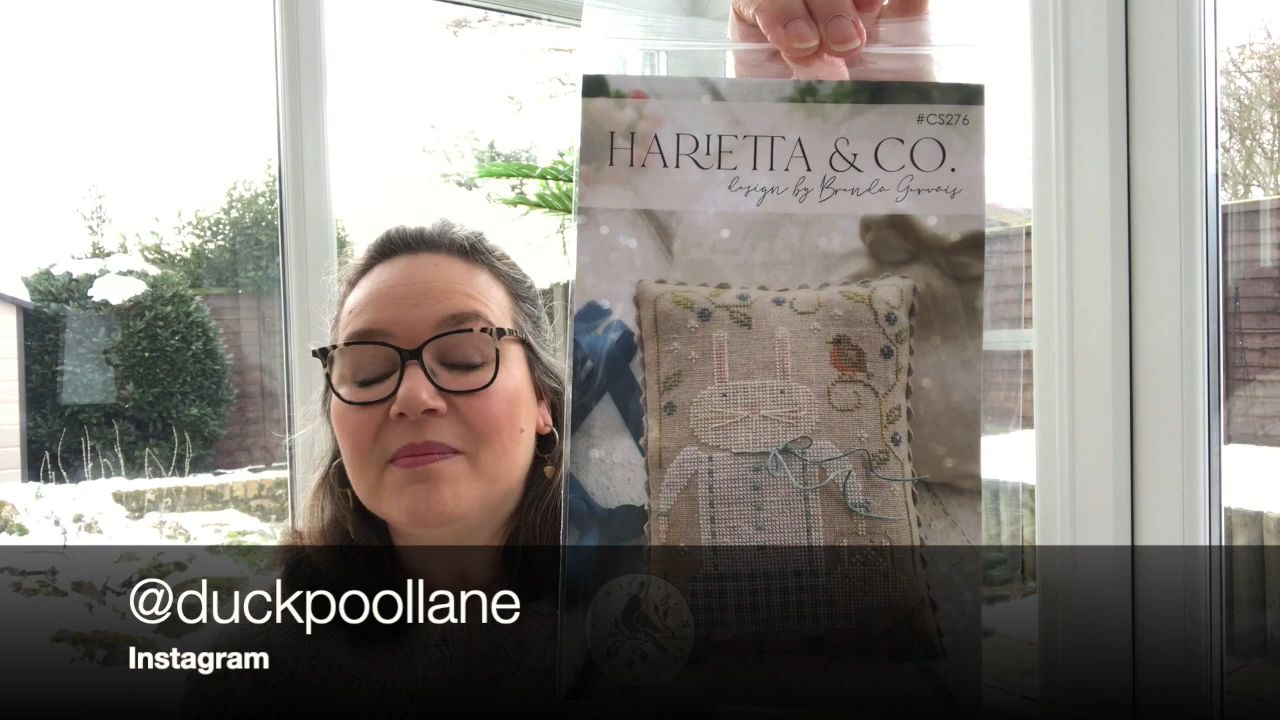 #CS276
HARIETTA & CO.
design by Brenda Gervais
@duckpoollane
Instagram